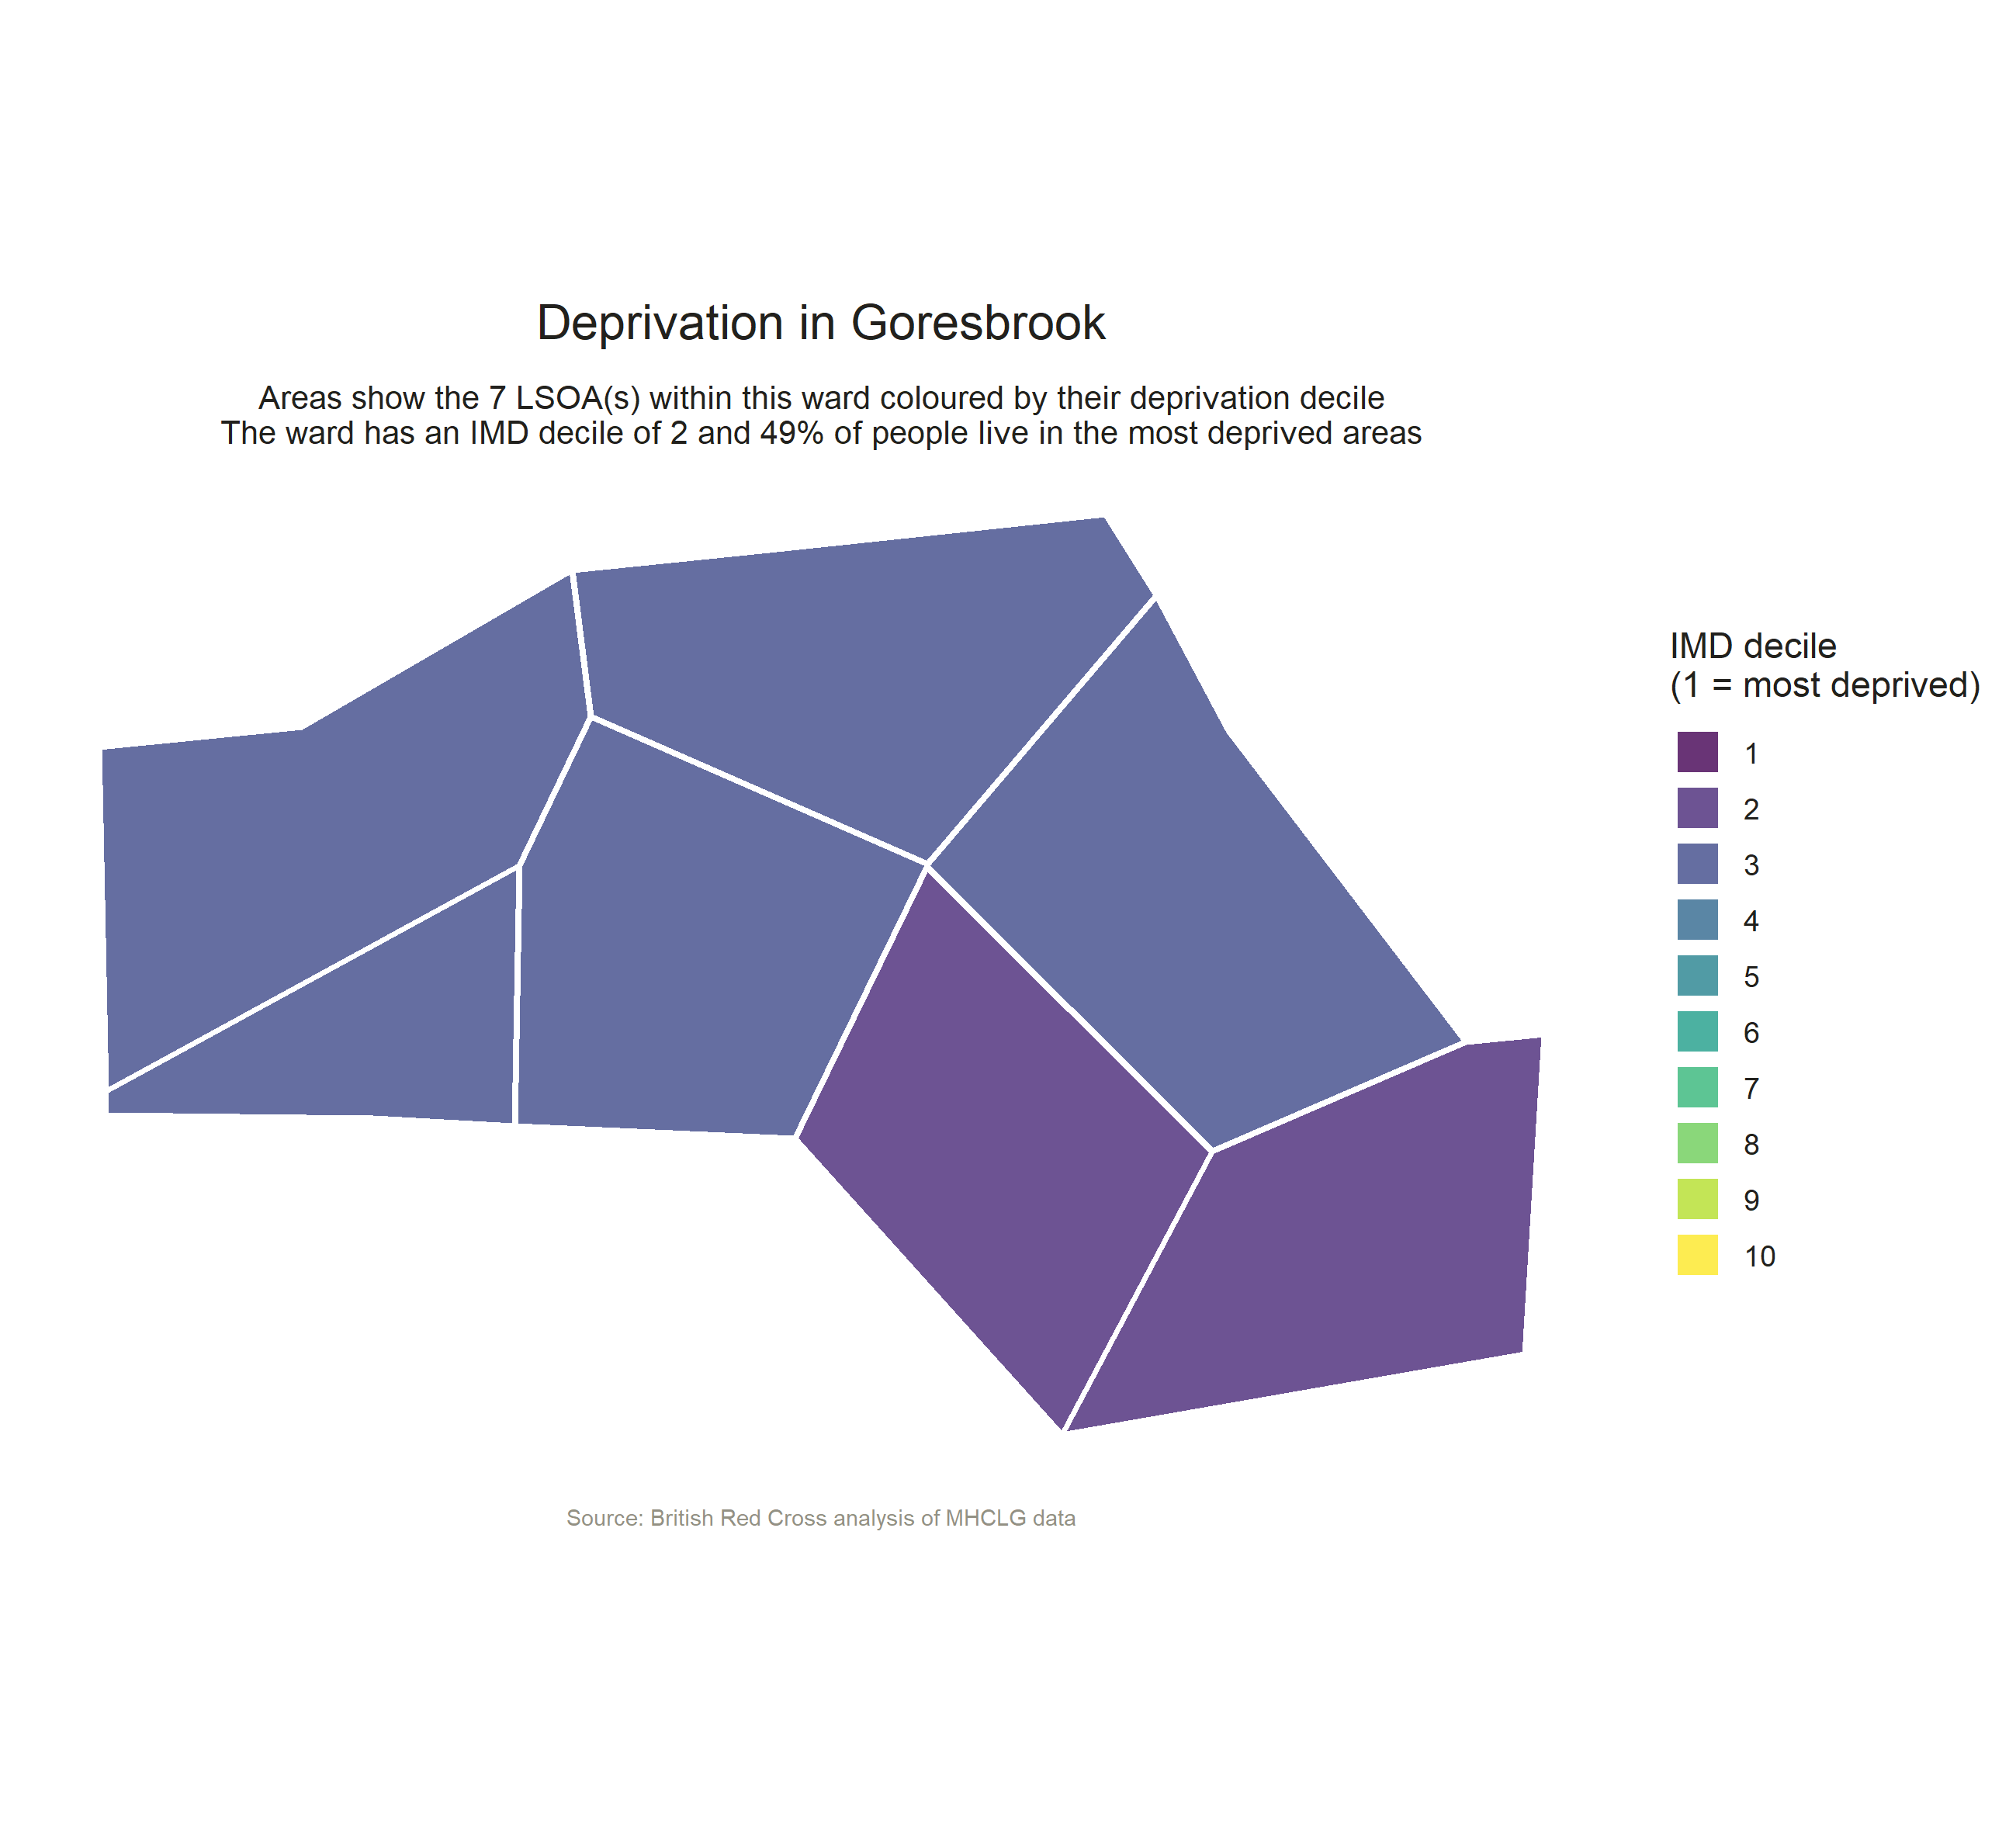 Deprivation in Goresbrook
Areas show the 7 LSOA(s) within this ward coloured by their deprivation decile
The ward has an IMD decile of 2 and 49% of people live in the most deprived areas
IMD decile
(1 = most deprived)
1
2
3
4
5
6
7
8
9
10
Source: British Red Cross analysis of MHCLG data